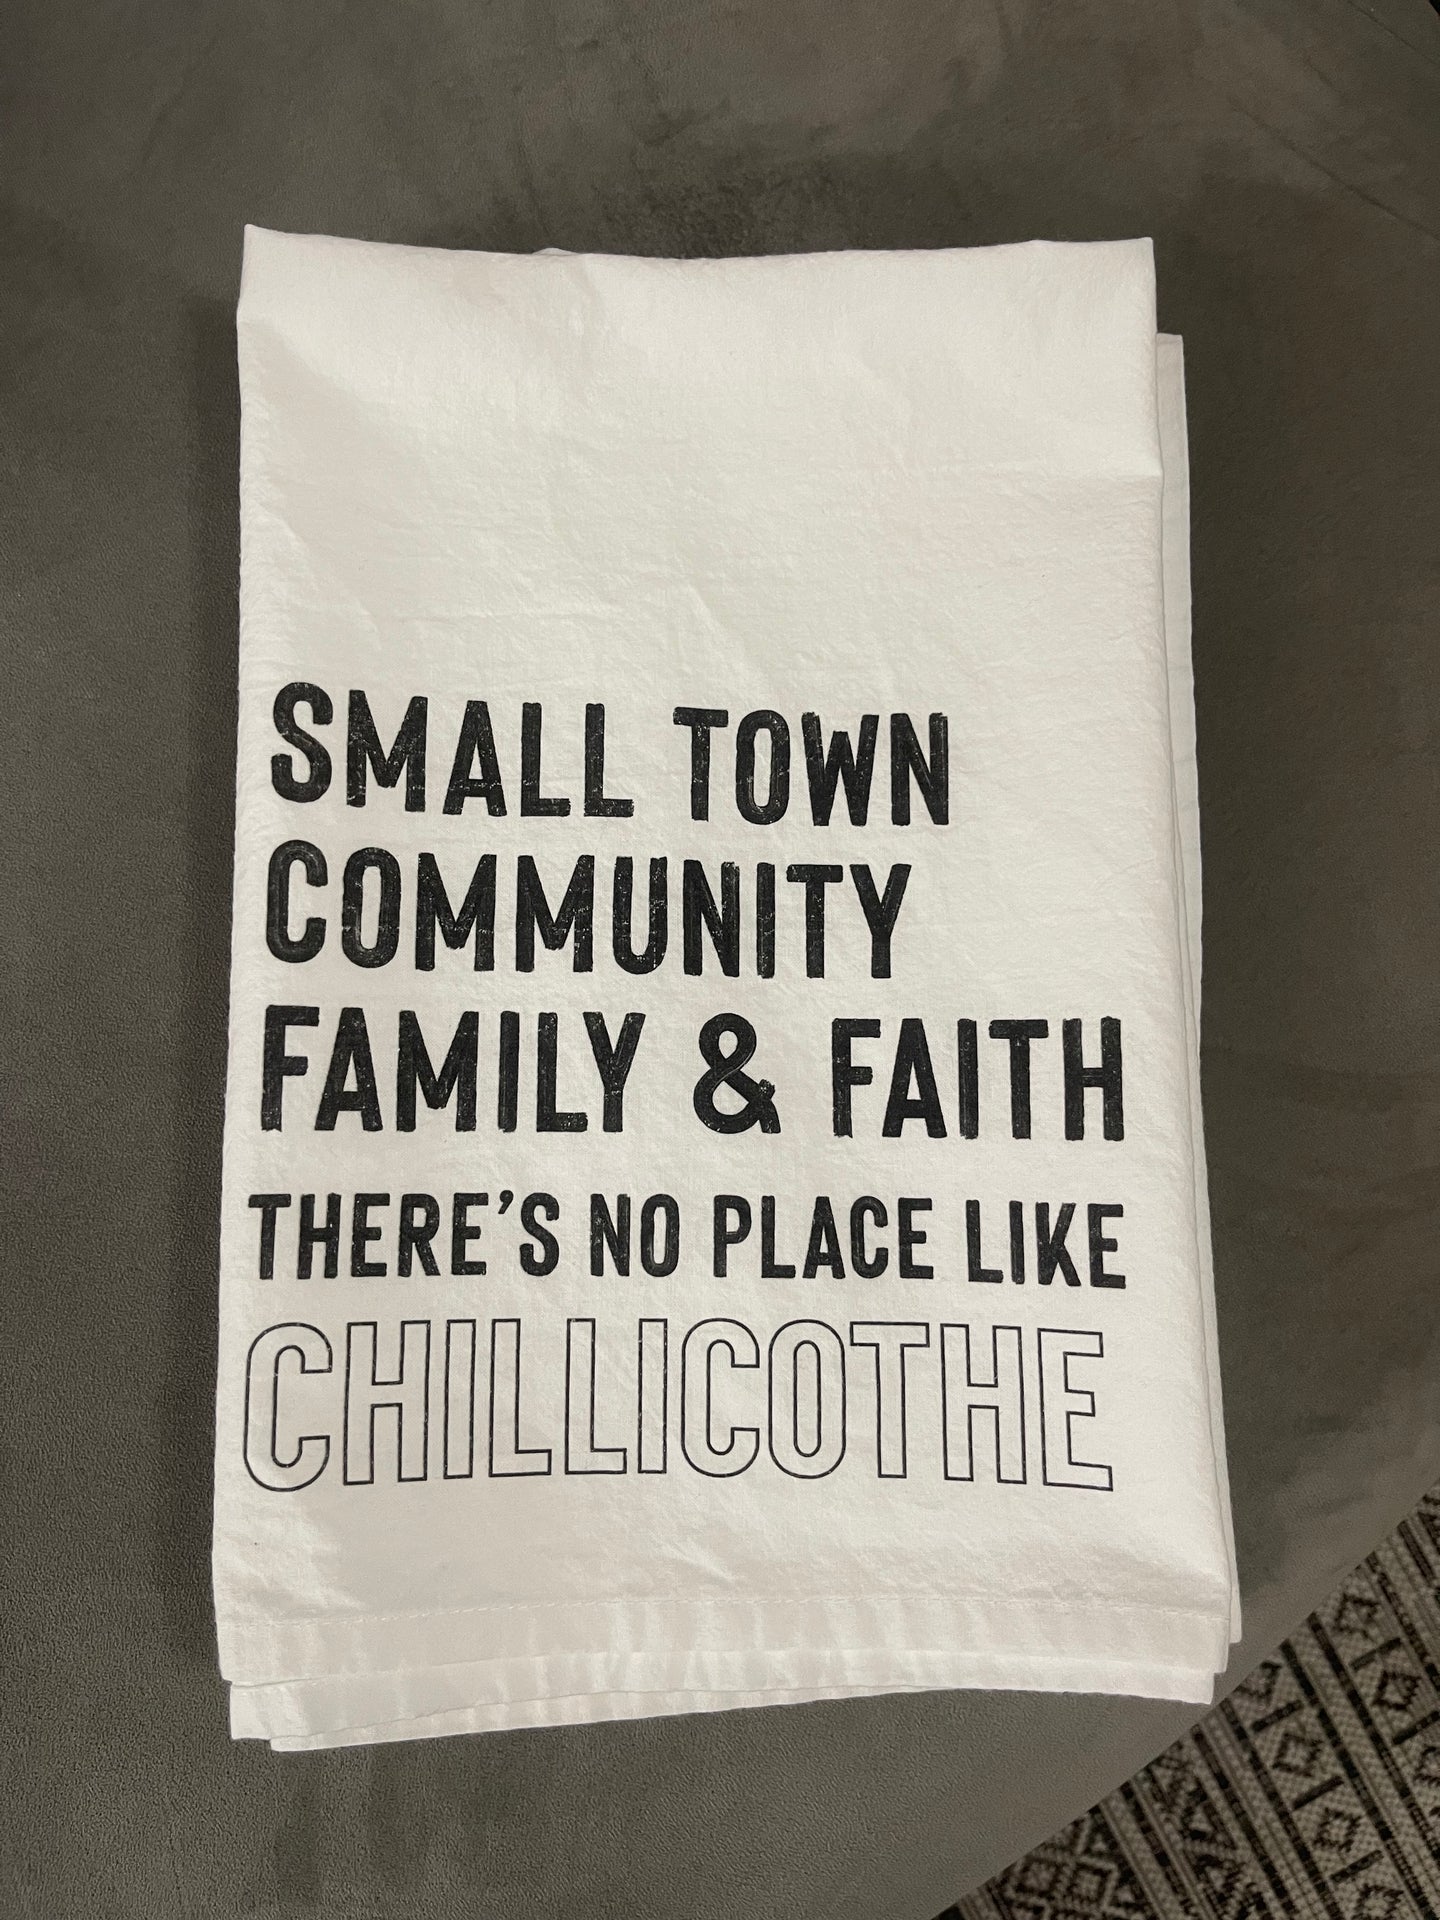 SMALL TOWN
COMMUNITY
FAMILY & FAITH
THERE'S NO PLACE LIKE
CHILLICOTHE